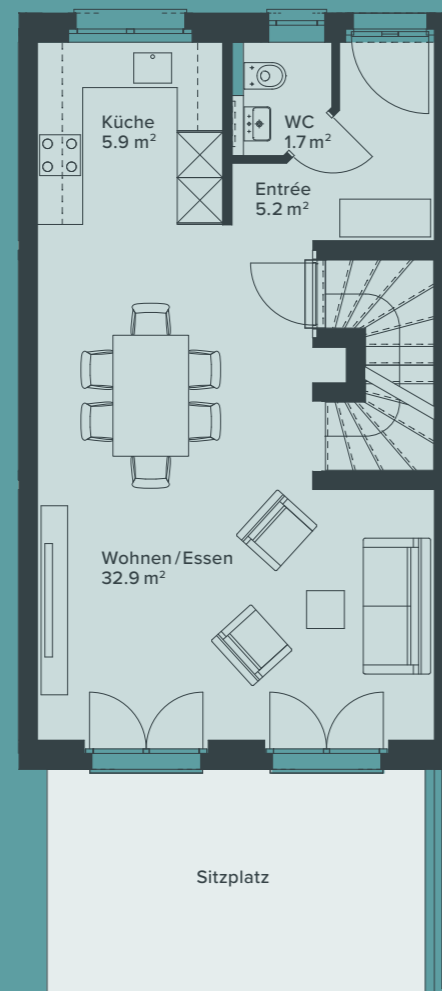 Küche
5.9 m²
WC
1.7 m²
Entrée
5.2 m²
Wohnen / Essen
32.9 m²
Sitzplatz